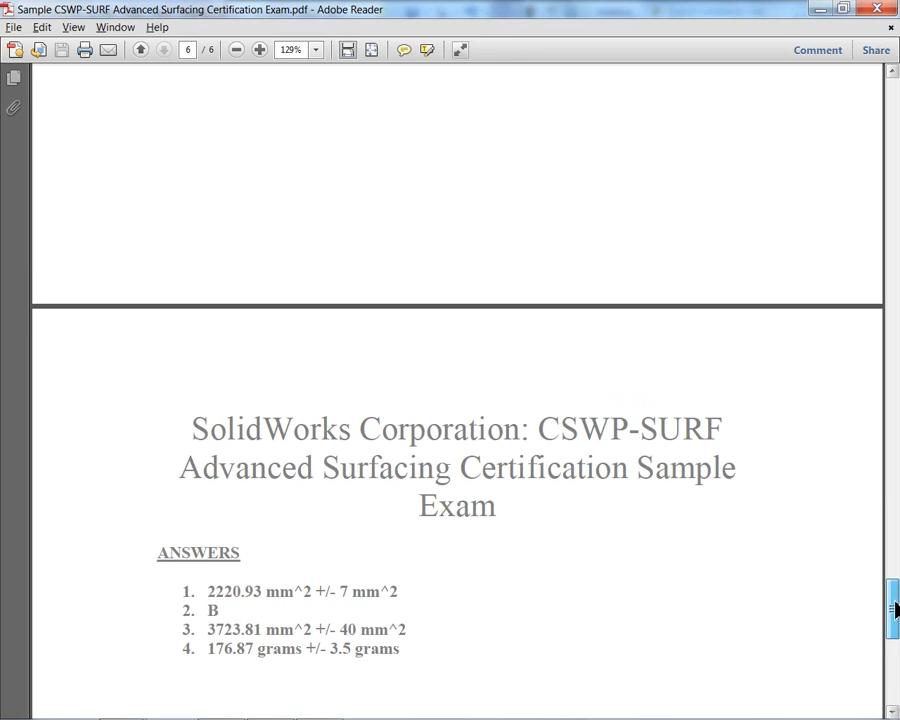 Sample CSWP-SURF Advanced Surfacing Certification Exam.pdf - Adobe Reader
File Edit View Window Help
6 / 6 129% Comment Share
SolidWorks Corporation: CSWP-SURF
Advanced Surfacing Certification Sample
Exam
ANSWERS
1. 2220.93 mm^2 +/- 7 mm^2
2. B
3. 3723.81 mm^2 +/- 40 mm^2
4. 176.87 grams +/- 3.5 grams